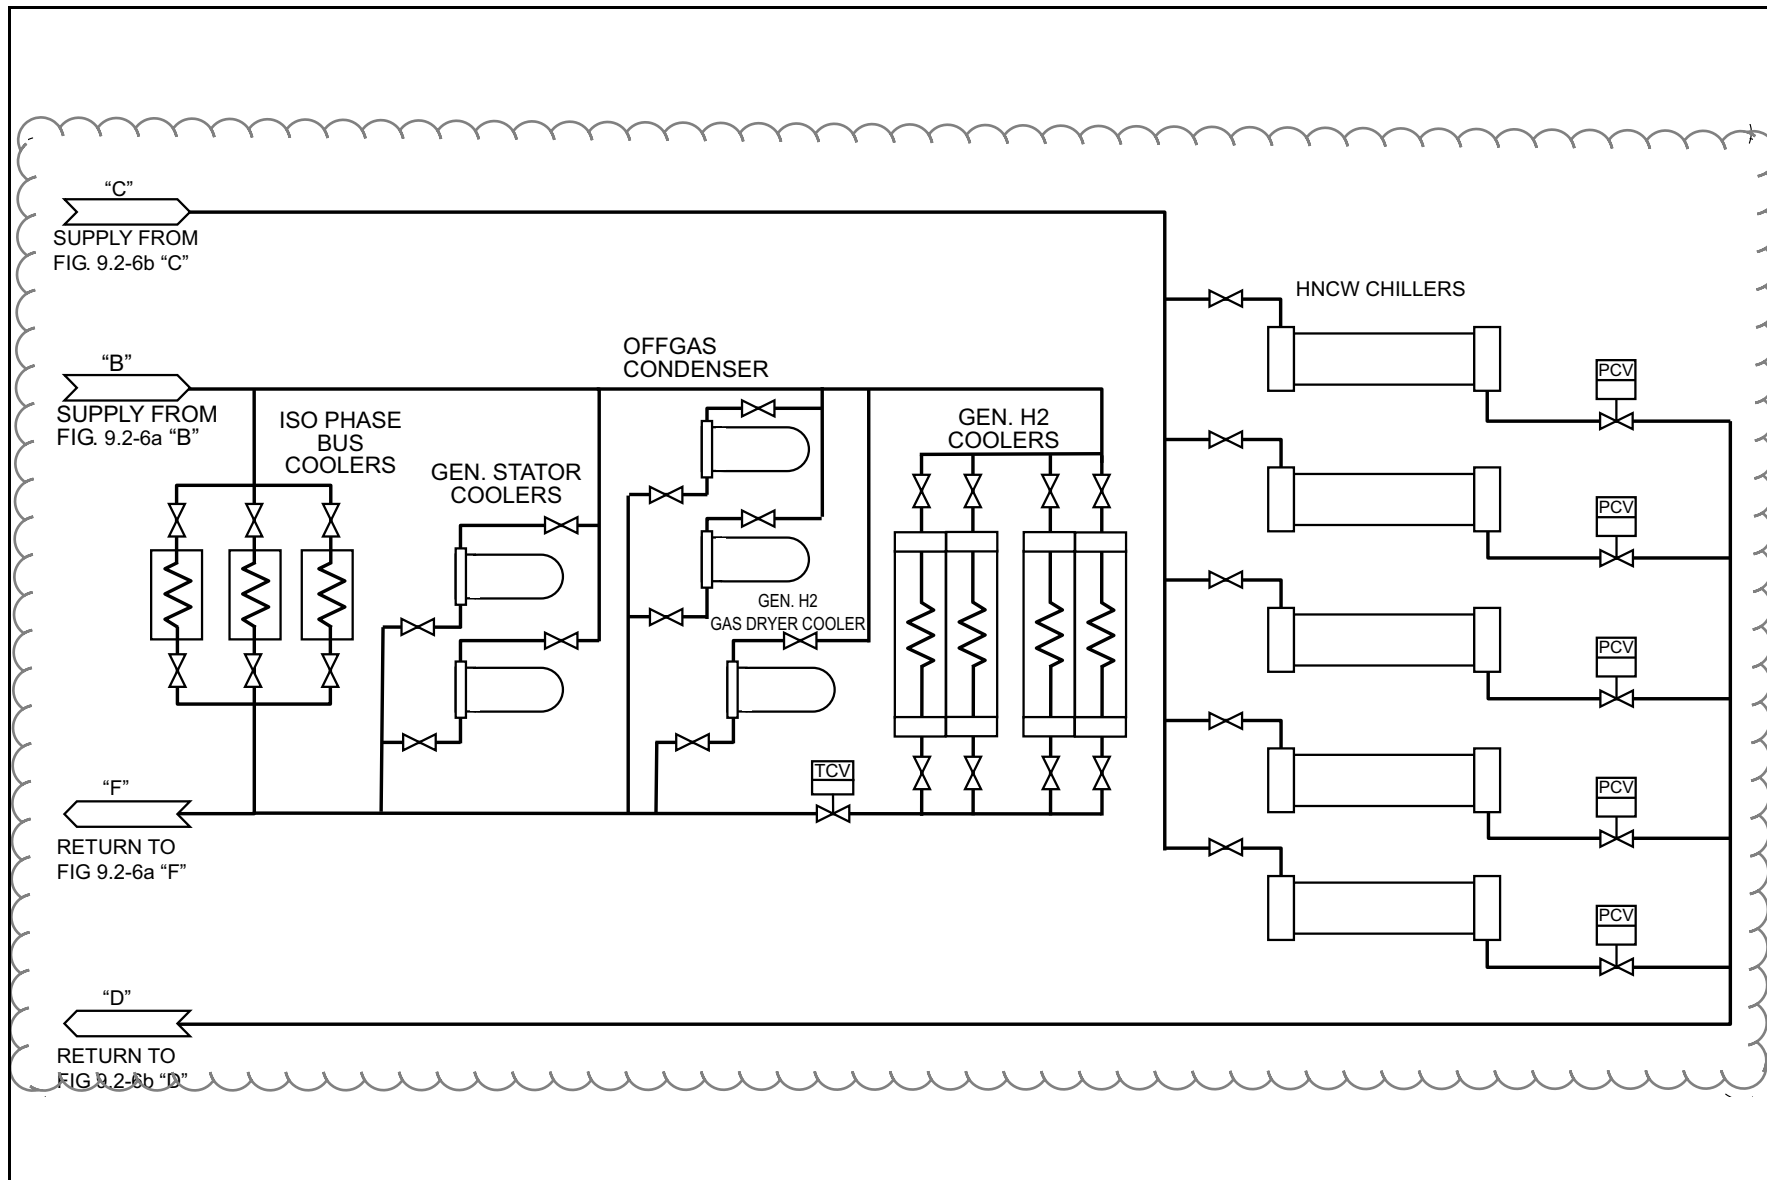 “C”
SUPPLY FROM
FIG. 9.2-6b “C”
HNCW CHILLERS
“B”
SUPPLY FROM
FIG. 9.2-6a “B”
OFFGAS
CONDENSER
ISO PHASE
BUS
COOLERS
GEN. STATOR
COOLERS
GEN. H2
COOLERS
GEN. H2
GAS DRYER COOLER
PCV
PCV
PCV
PCV
PCV
TCV
“F”
RETURN TO
FIG 9.2-6a “F”
“D”
RETURN TO
FIG 9.2-6b “D”